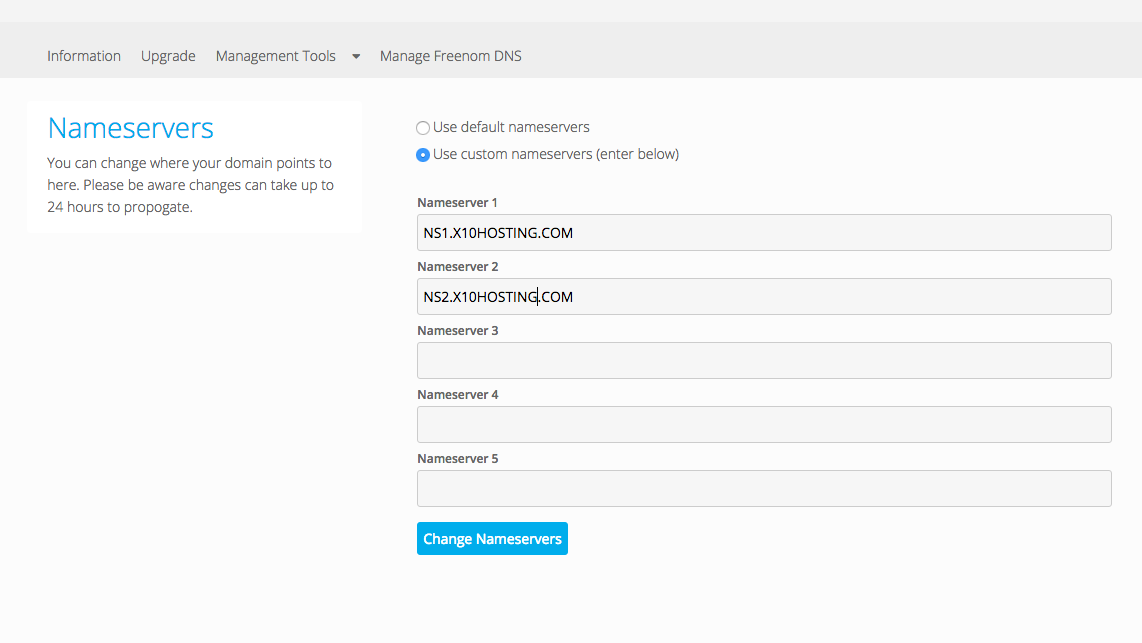 Information Upgrade Management Tools Manage Freenom DNS
Nameservers
You can change where your domain points to
here. Please be aware changes can take up to
24 hours to propogate.
Use default nameservers
Use custom nameservers (enter below)
Nameserver 1
NS1.X10HOSTING.COM
Nameserver 2
NS2.X10HOSTING.COM
Nameserver 3
Nameserver 4
Nameserver 5
Change Nameservers